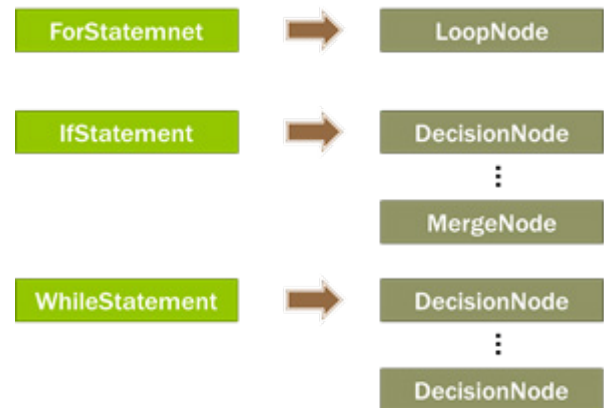 ForStatemnet
LoopNode
IfStatement
DecisionNode
MergeNode
WhileStatement
DecisionNode
DecisionNode